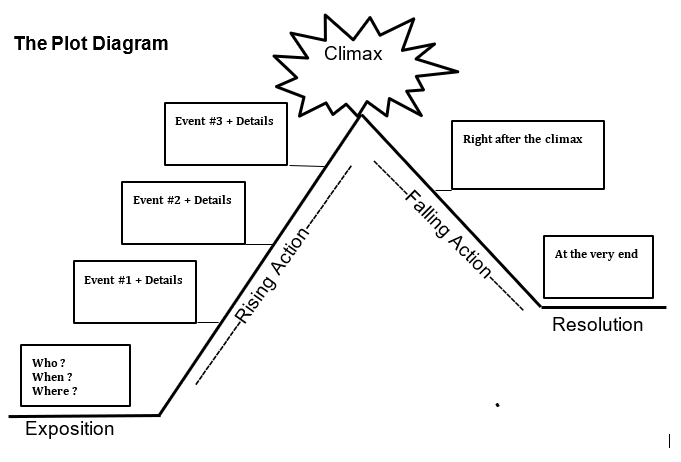 The Plot Diagram
Climax
Event #3 + Details
Right after the climax
Event #2 + Details
Falling Action
Rising Action
At the very end
Event #1 + Details
Resolution
Who ?
When ?
Where ?
Exposition